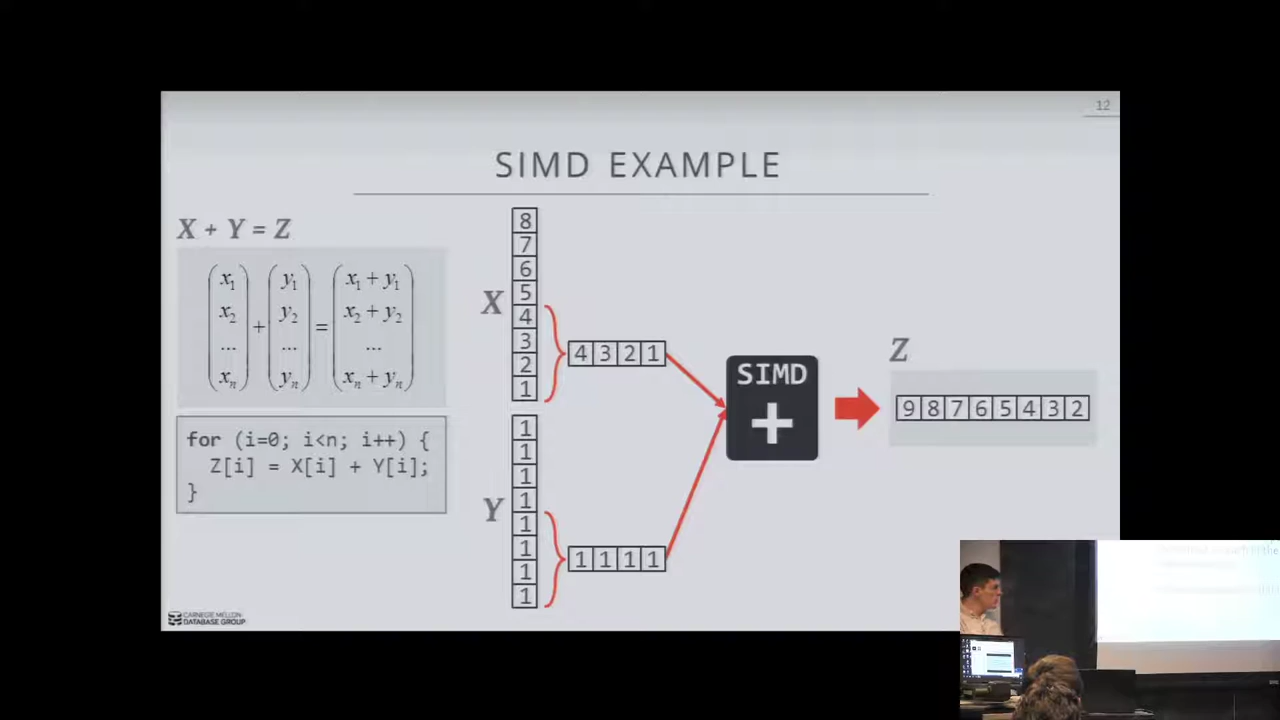 12
SIMD EXAMPLE
X + Y = Z
x1 y1 x1 + y1
x2 y2 x2 + y2
+ =
... ... ...
xn yn xn + yn
for (i=0; i<n; i++) {
Z[i] = X[i] + Y[i];
}
X
8
7
6
5
4
3
2
1
4 3 2 1
Y
1
1
1
1
1
1
1
1
1 1 1 1
SIMD
+
Z
9 8 7 6 5 4 3 2
CARNEGIE MELLON
DATABASE GROUP